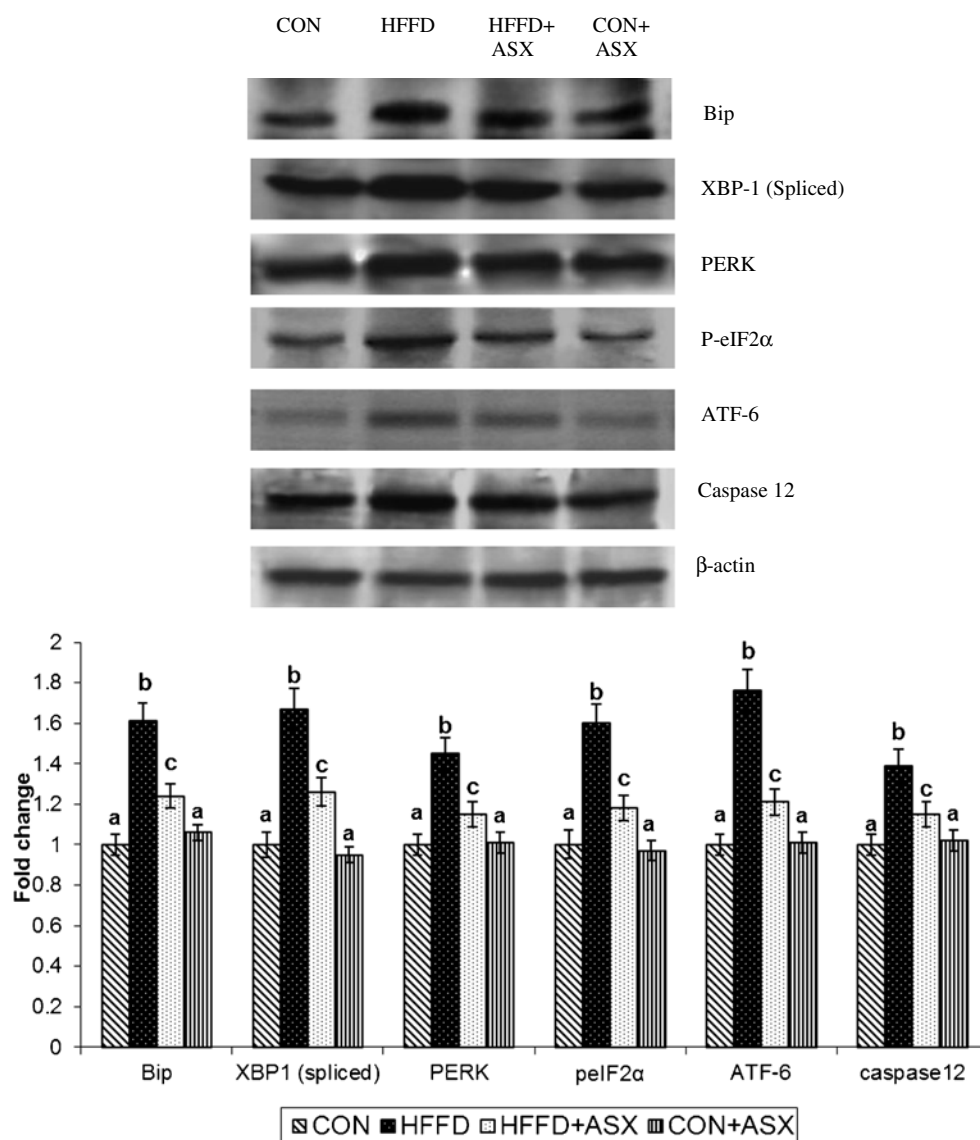 CON HFFD HFFD+ CON+
ASX ASX
Bip
XBP-1 (Spliced)
PERK
P-eIF2α
ATF-6
Caspase 12
β-actin
2
1.8
1.6
1.4
1.2
1
0.8
0.6
0.4
0.2
0
Fold change
a b c a
a b c a
a b c a
a b c a
a b c a
a b c a
Bip XBP1 (spliced) PERK peIF2α ATF-6 caspase12
CON HFFD HFFD+ASX CON+ASX